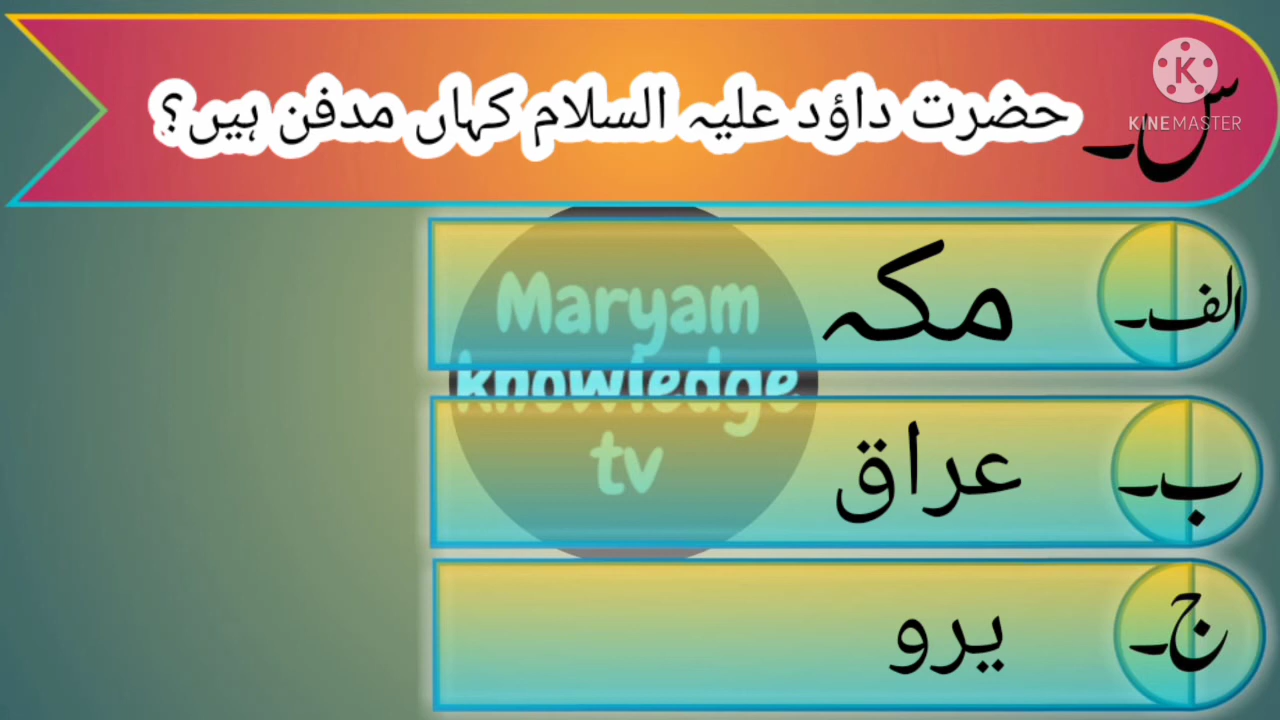 س۔ حضرت داؤد علیہ السلام کہاں مدفن ہیں؟
K
KINEMASTER
الف۔ مکہ
Maryam
knowledge
tv
ب۔ عراق
ج۔ یرو